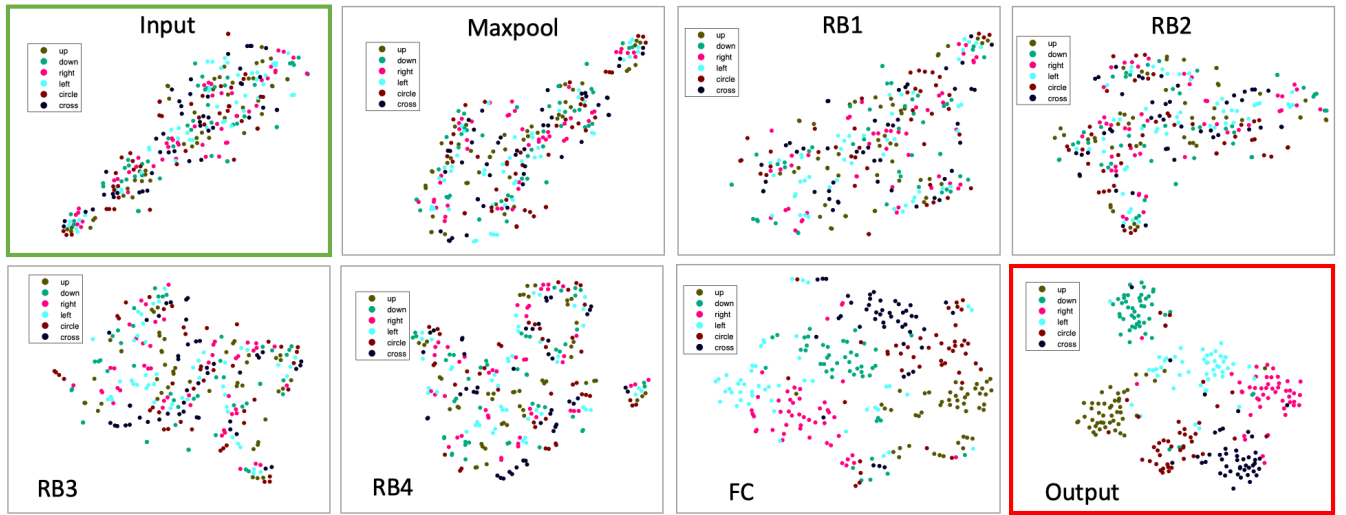 Input
up
down
right
left
circle
cross
Maxpool
up
down
right
left
circle
cross
RB1
up
down
right
left
circle
cross
RB2
up
down
right
left
circle
cross
up
down
right
left
circle
cross
RB3
up
down
right
left
circle
cross
RB4
up
down
right
left
circle
cross
FC
up
down
right
left
circle
cross
Output